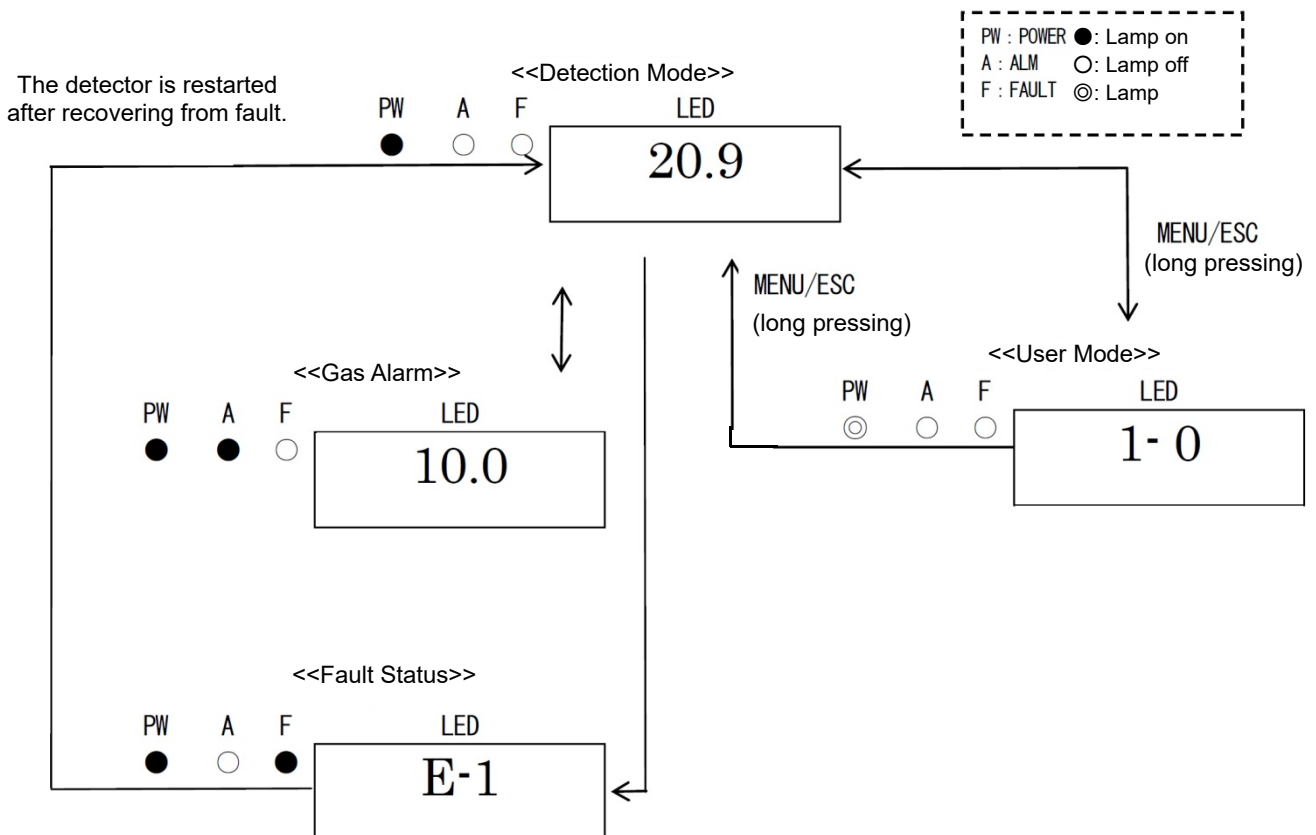 PW : POWER ●: Lamp on
A : ALM ○: Lamp off
F : FAULT ◎: Lamp
The detector is restarted
after recovering from fault.
<<Detection Mode>>
PW A F LED
20.9
MENU/ESC
(long pressing)
MENU/ESC
(long pressing)
<<User Mode>>
PW A F LED
1- 0
<<Gas Alarm>>
PW A F LED
10.0
<<Fault Status>>
PW A F LED
E-1